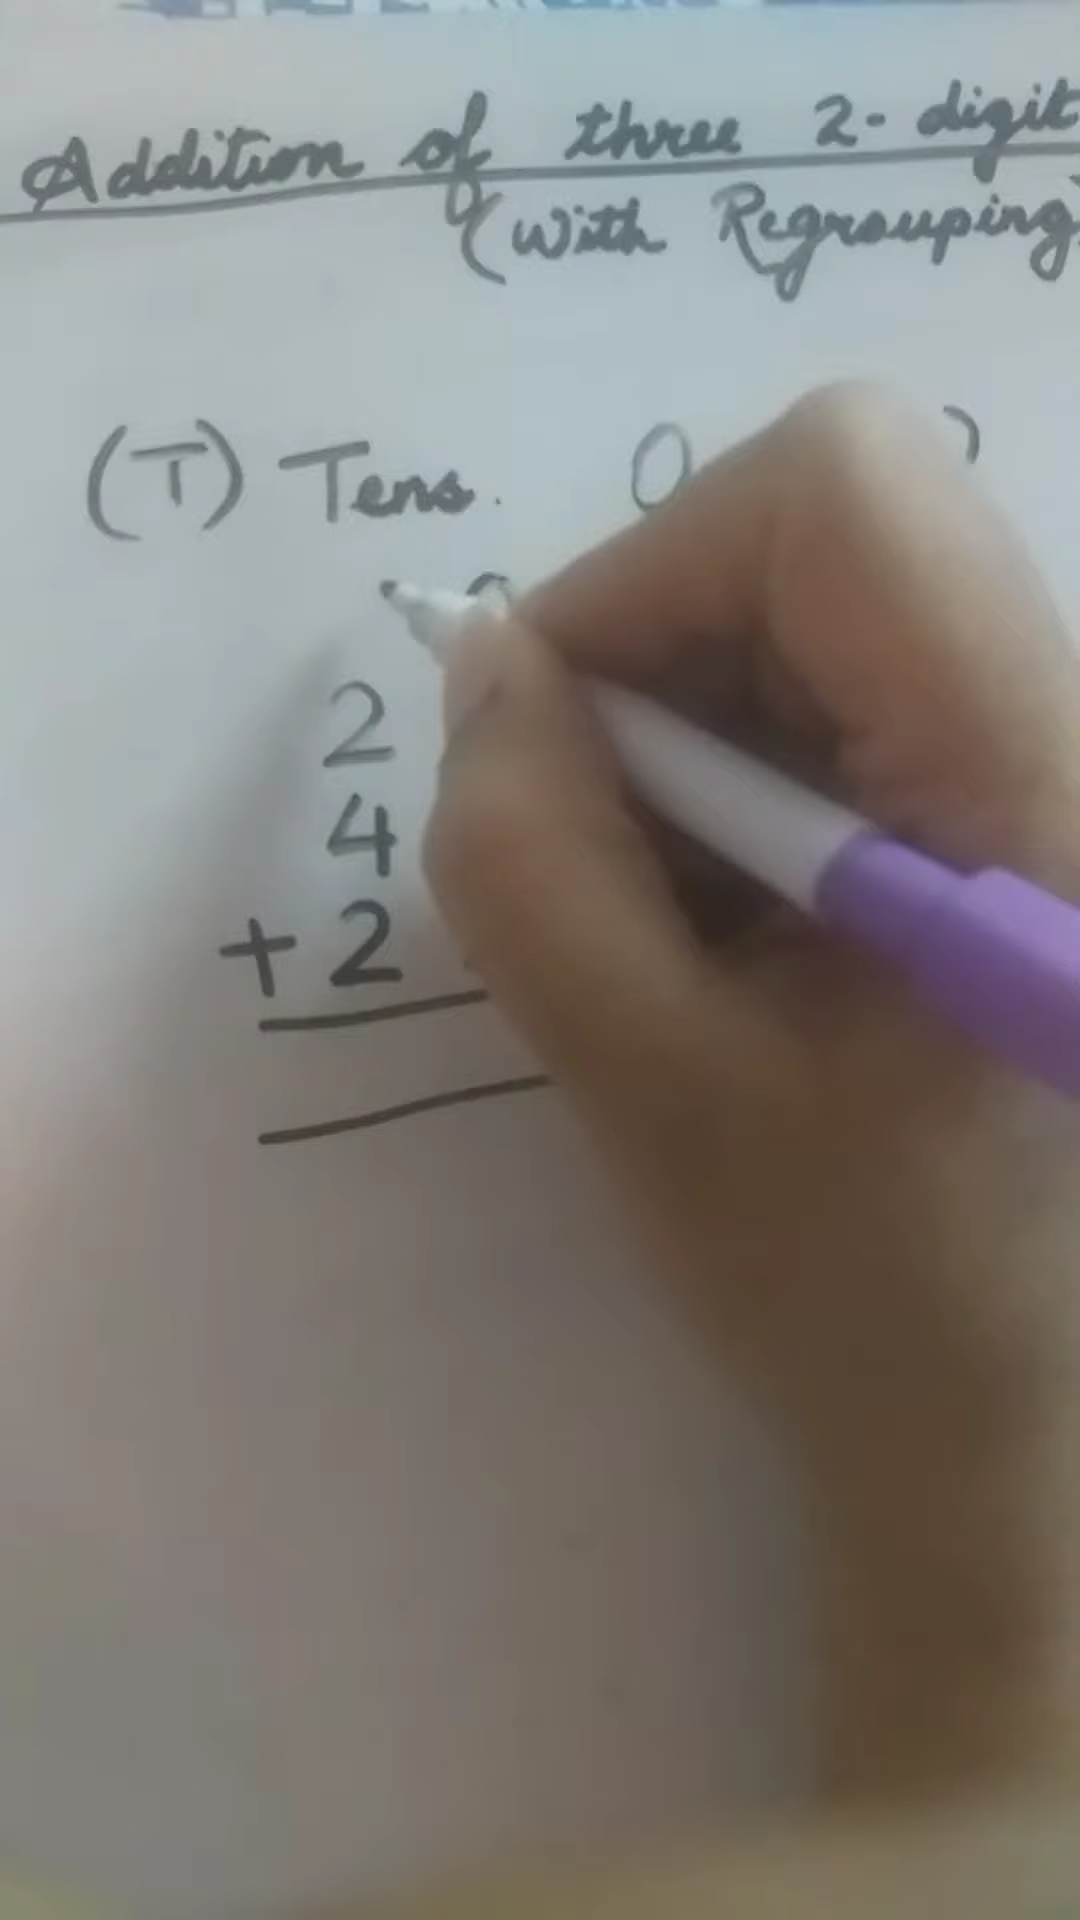 Addition of three 2-digit
(with Regrouping)
(T) Tens.
2
4
+ 2